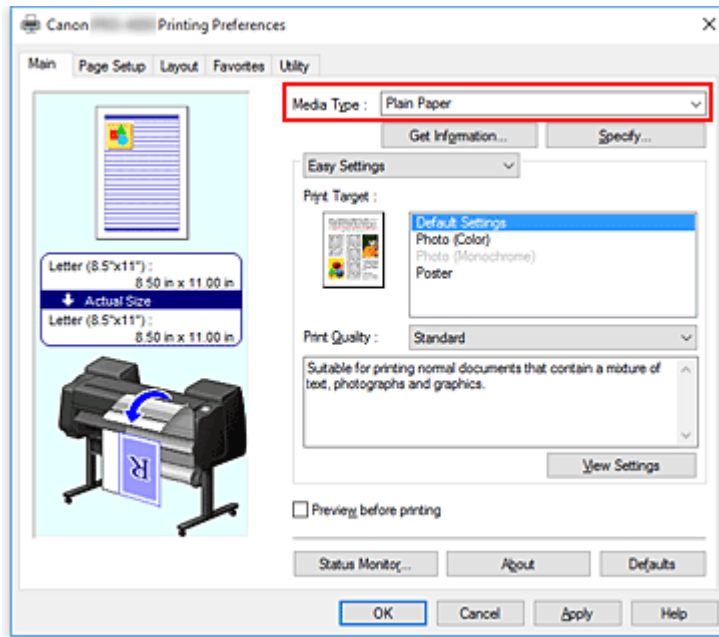 Canon Printing Preferences
Main Page Setup Layout Favorites Utility
Media Type : Plain Paper
Get Information... Specify...
Easy Settings
Print Target :
Default Settings
Photo (Color)
Photo (Monochrome)
Poster
Letter (8.5"x11") :
8.50 in x 11.00 in
Actual Size
Letter (8.5"x11") :
8.50 in x 11.00 in
Print Quality : Standard
Suitable for printing normal documents that contain a mixture of
text, photographs and graphics.
R
View Settings
Preview before printing
Status Monitor... About Defaults
OK Cancel Apply Help